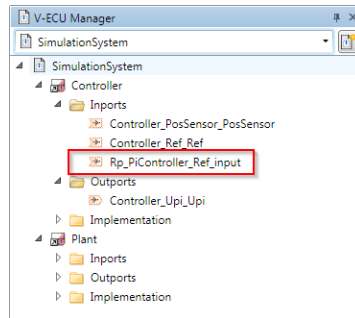 V-ECU Manager
SimulationSystem
SimulationSystem
Controller
Inports
Controller_PosSensor_PosSensor
Controller_Ref_Ref
Rp_PiController_Ref_input
Outports
Controller_Upi_Upi
Implementation
Plant
Inports
Outports
Implementation